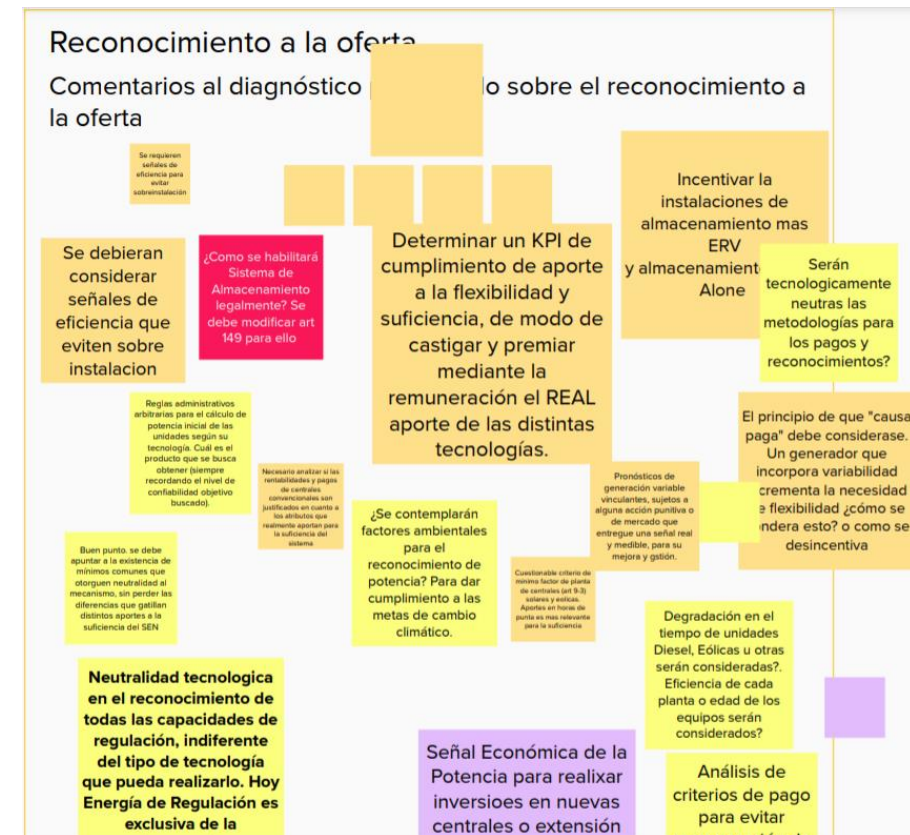 Reconocimiento a la oferta
Comentarios al diagnóstico lo sobre el reconocimiento a
la oferta
Se requieren
señales de
eficiencia para
evitar
sobreinstalación
Se debieran
considerar
señales de
eficiencia que
eviten sobre
instalacion
¿Como se habilitará
Sistema de
Almacenamiento
legalmente? Se
debe modificar art
149 para ello
Determinar un KPI de
cumplimiento de aporte
a la flexibilidad y
suficiencia, de modo de
castigar y premiar
mediante la
remuneración el REAL
aporte de las distintas
tecnologías.
Incentivar la
instalaciones de
almacenamiento mas
ERV
y almacenamiento
Alone
Serán
tecnologicamente
neutras las
metodologías para
los pagos y
reconocimientos?
Reglas administrativos
arbitrarias para el cálculo de
potencia inicial de las
unidades según su
tecnología. Cuál es el
producto que se busca
obtener (siempre
recordando el nivel de
confiabilidad objetivo
buscado).
Necesario analizar si las
rentabilidades y pagos
de centrales
convencionales son
justificados en cuanto a
los atributos que
realmente aportan para
la suficiencia del
sistema
¿Se contemplarán
factores ambientales
para el
reconocimiento de
potencia? Para dar
cumplimiento a las
metas de cambio
climático.
Pronósticos de
generación variable
vinculantes, sujetos a
alguna acción punitiva o
de mercado que
entregue una señal real
y medible, para su
mejora y gstión.
El principio de que "causa
paga" debe considerase.
Un generador que
incorpora variabilidad
crementa la necesidad
e flexibilidad ¿cómo se
ondera esto? o como se
desincentiva
Buen punto. se debe
apuntar a la existencia de
mínimos comunes que
otorguen neutralidad al
mecanismo, sin perder las
diferencias que gatillan
distintos aportes a la
suficiencia del SEN
Cuestionable criterio de
mínimo factor de planta
de centrales (art 9-3)
solares y eolicas.
Aportes en horas de
punta es mas relevante
para la suficiencia
Degradación en el
tiempo de unidades
Diesel, Eólicas u otras
serán consideradas?.
Eficiencia de cada
planta o edad de los
equipos serán
considerados?
Neutralidad tecnologica
en el reconocimiento de
todas las capacidades de
regulación, indiferente
del tipo de tecnología
que pueda realizarlo. Hoy
Energía de Regulación es
exclusiva de la
Señal Económica de la
Potencia para realixar
inversioes en nuevas
centrales o extensión
Análisis de
criterios de pago
para evitar